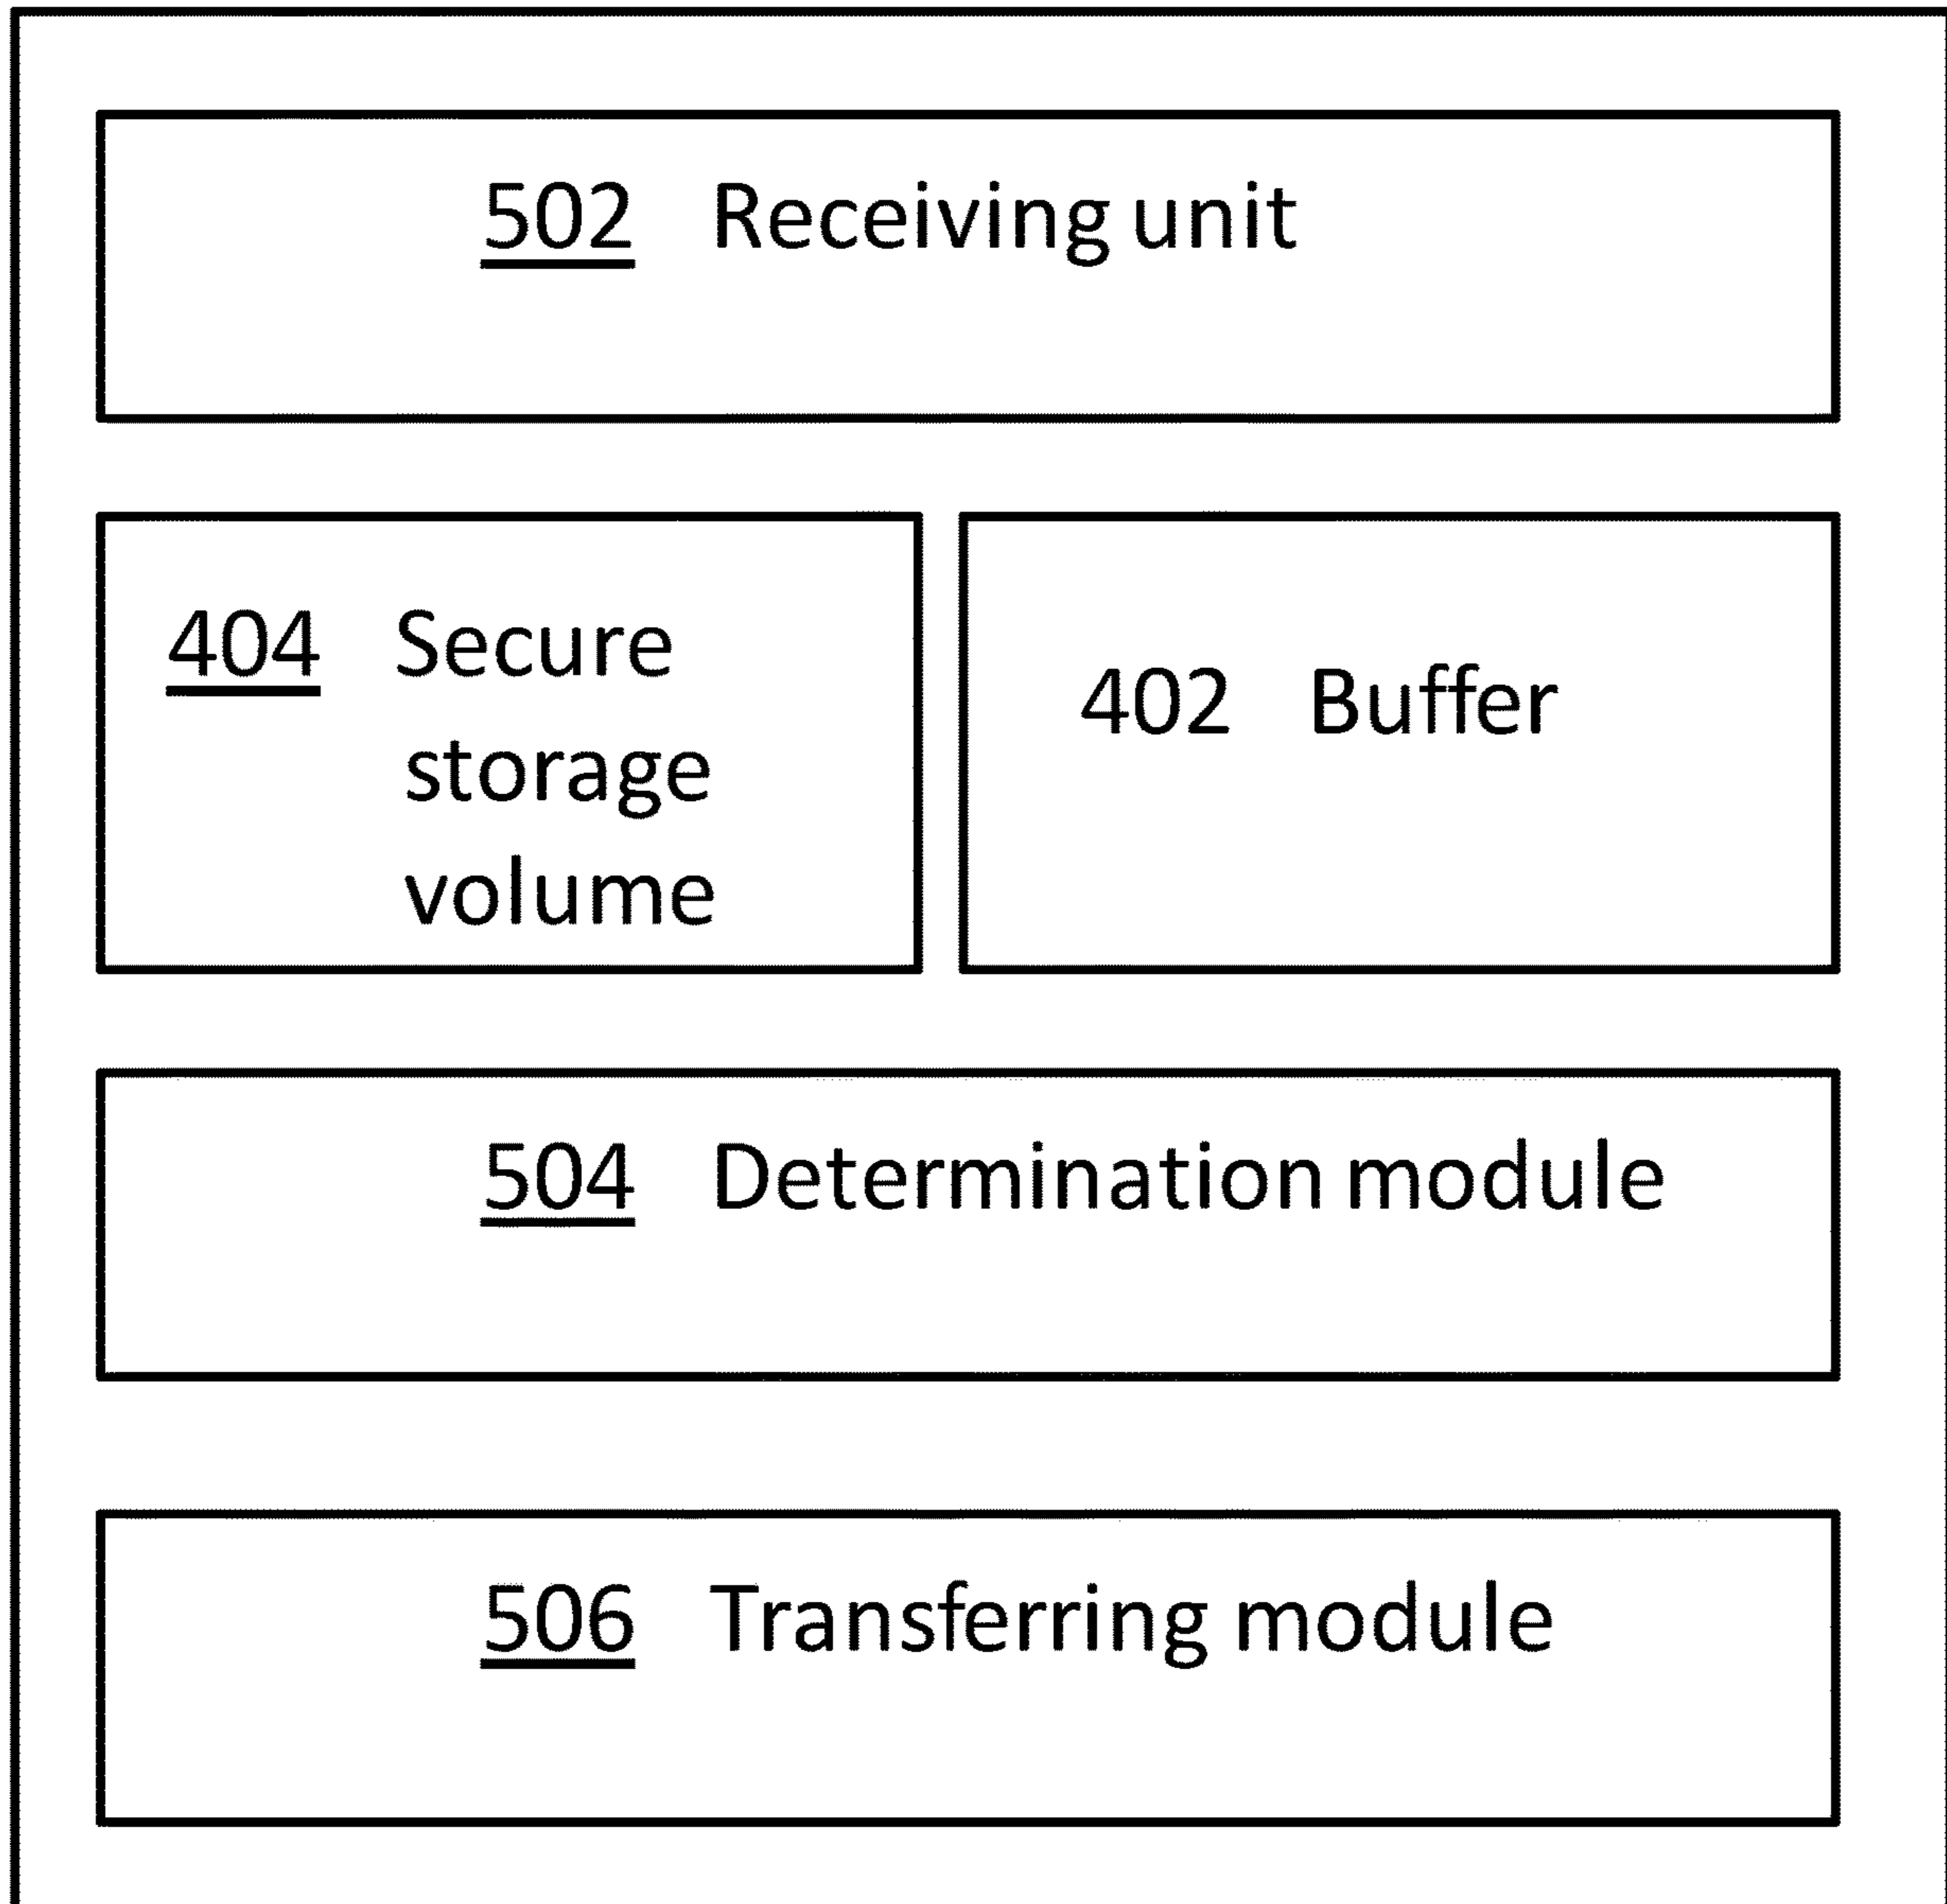 502 Receiving unit
404 Secure
storage
volume
402 Buffer
504 Determination module
506 Transferring module